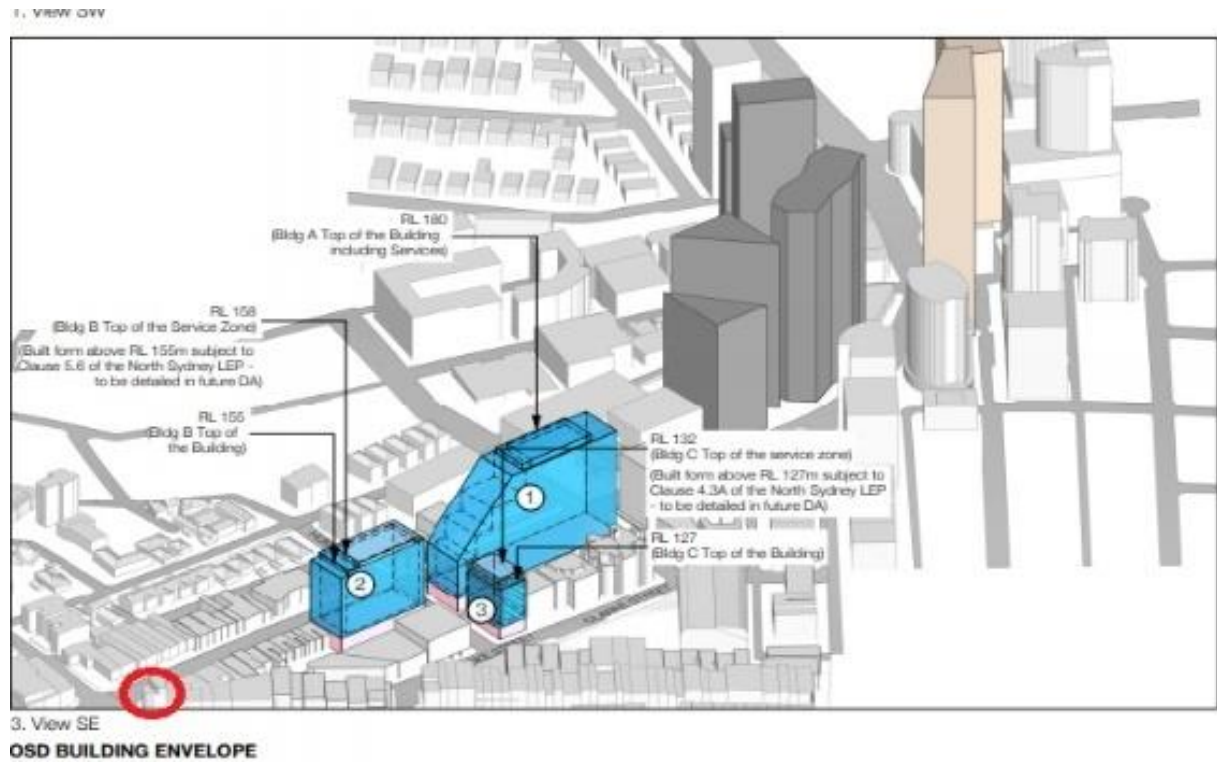 1. View SW
RL 180
(Bldg A Top of the Building
including Services)
RL 158
(Bldg B Top of the Service Zone)
(Built form above RL 155m subject to
Clause 5.6 of the North Sydney LEP -
to be detailed in future DA)
RL 155
(Bldg B Top of
the Building)
RL 132
(Bldg C Top of the service zone)
(Built form above RL 127m subject to
Clause 4.3A of the North Sydney LEP
- to be detailed in future DA)
RL 127
(Bldg C Top of the Building)
1
2
3
3. View SE
OSD BUILDING ENVELOPE